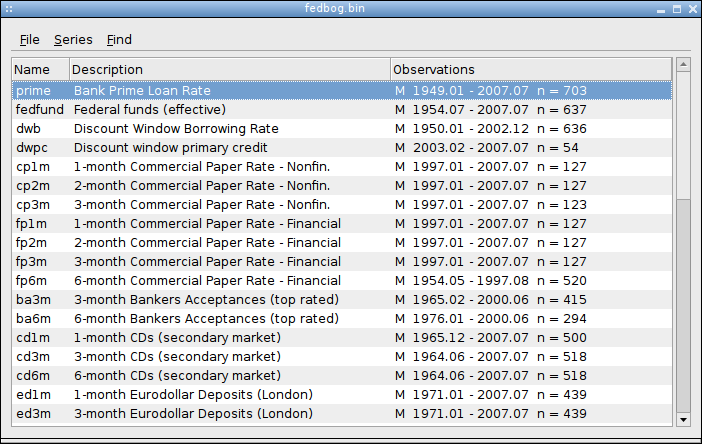 fedbog.bin
File Series Find
Name Description Observations
prime Bank Prime Loan Rate M 1949.01 - 2007.07 n = 703
fedfund Federal funds (effective) M 1954.07 - 2007.07 n = 637
dwb Discount Window Borrowing Rate M 1950.01 - 2002.12 n = 636
dwpc Discount window primary credit M 2003.02 - 2007.07 n = 54
cp1m 1-month Commercial Paper Rate - Nonfin. M 1997.01 - 2007.07 n = 127
cp2m 2-month Commercial Paper Rate - Nonfin. M 1997.01 - 2007.07 n = 127
cp3m 3-month Commercial Paper Rate - Nonfin. M 1997.01 - 2007.07 n = 123
fp1m 1-month Commercial Paper Rate - Financial M 1997.01 - 2007.07 n = 127
fp2m 2-month Commercial Paper Rate - Financial M 1997.01 - 2007.07 n = 127
fp3m 3-month Commercial Paper Rate - Financial M 1997.01 - 2007.07 n = 127
fp6m 6-month Commercial Paper Rate - Financial M 1954.05 - 1997.08 n = 520
ba3m 3-month Bankers Acceptances (top rated) M 1965.02 - 2000.06 n = 415
ba6m 6-month Bankers Acceptances (top rated) M 1976.01 - 2000.06 n = 294
cd1m 1-month CDs (secondary market) M 1965.12 - 2007.07 n = 500
cd3m 3-month CDs (secondary market) M 1964.06 - 2007.07 n = 518
cd6m 6-month CDs (secondary market) M 1964.06 - 2007.07 n = 518
ed1m 1-month Eurodollar Deposits (London) M 1971.01 - 2007.07 n = 439
ed3m 3-month Eurodollar Deposits (London) M 1971.01 - 2007.07 n = 439